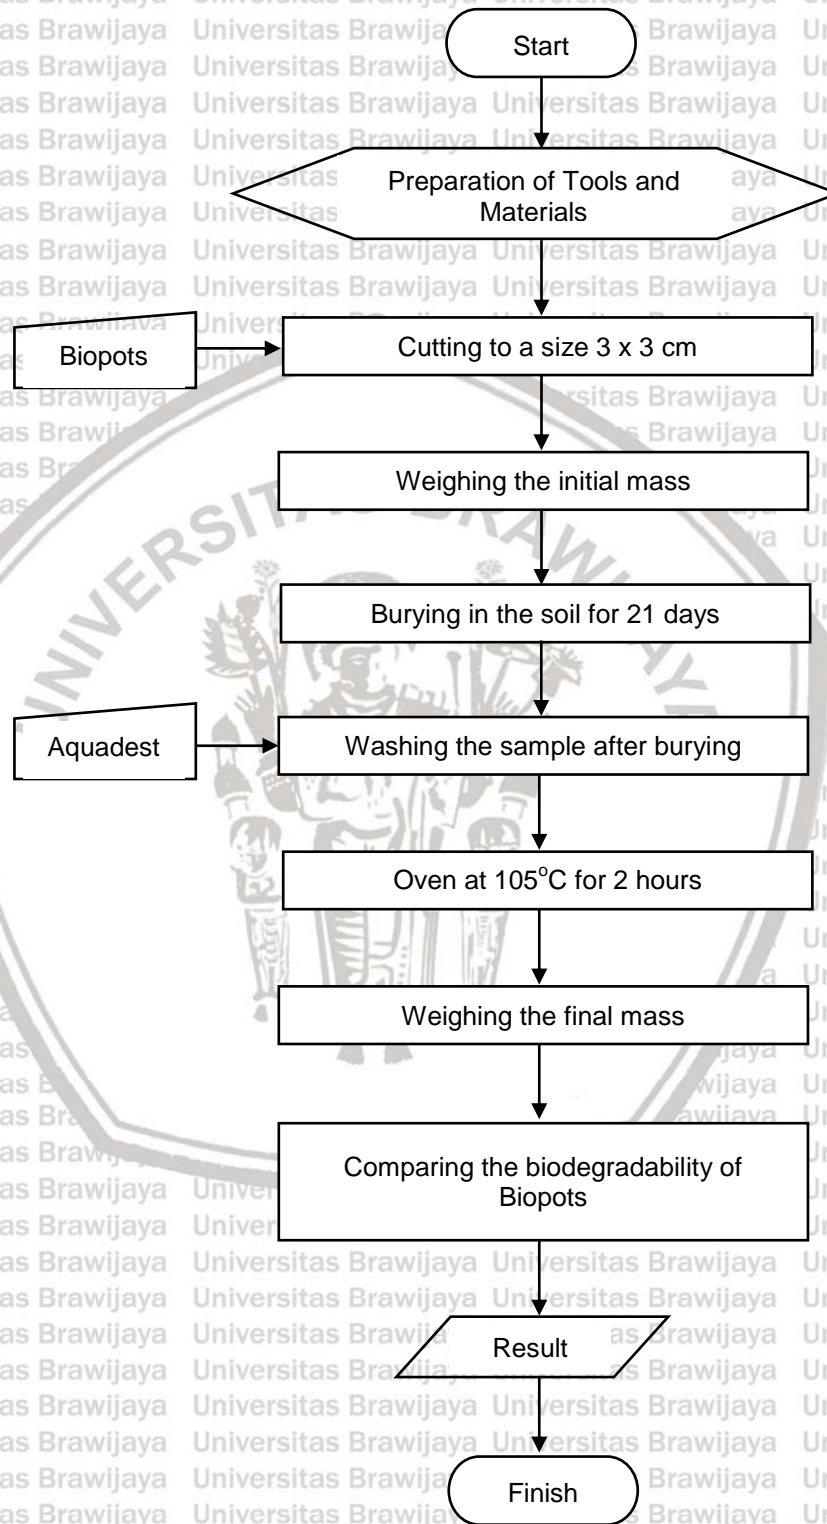 Start
Preparation of Tools and
Materials
Biopots
Cutting to a size 3 x 3 cm
Weighing the initial mass
Burying in the soil for 21 days
Aquadest
Washing the sample after burying
Oven at 105°C for 2 hours
Weighing the final mass
Comparing the biodegradability of
Biopots
Result
Finish